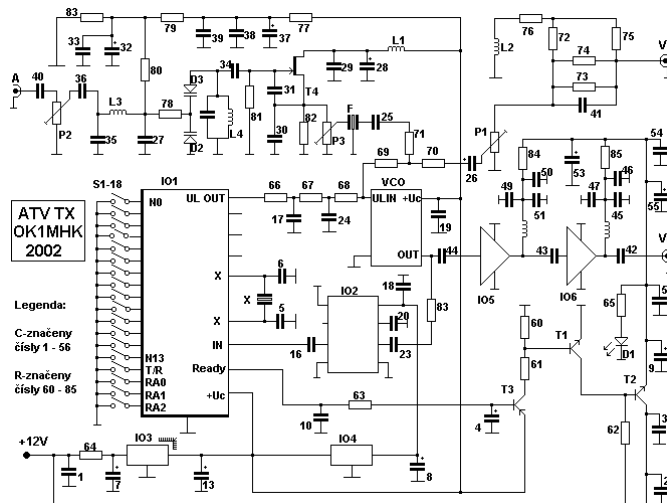 83
79
77
L1
76
72
75
33
32
39
38
37
L2
74
80
34
D3
T4
29
28
73
A
40
36
31
41
L3
78
L4
81
82
F
25
P2
P3
71
P1
35
27
D2
30
69
70
26
84
85
54
50
46
53
S1-18
IO1
VCO
49
47
55
N0
UL OUT
66
67
68
ULIN
+Uc
51
45
ATV TX
OK1MHK
2002
17
24
19
OUT
44
43
42
X
6
18
IO5
IO6
X
IO2
83
65
Legenda:
X
5
20
60
T1
C-značeny
čísly 1 - 56
IN
16
23
D1
N13
61
9
T/R
Ready
T3
T2
R-značeny
čísly 60 - 85
RA0
RA1
+Uc
63
RA2
10
4
62
+12V
64
IO3
IO4
1
7
13
8